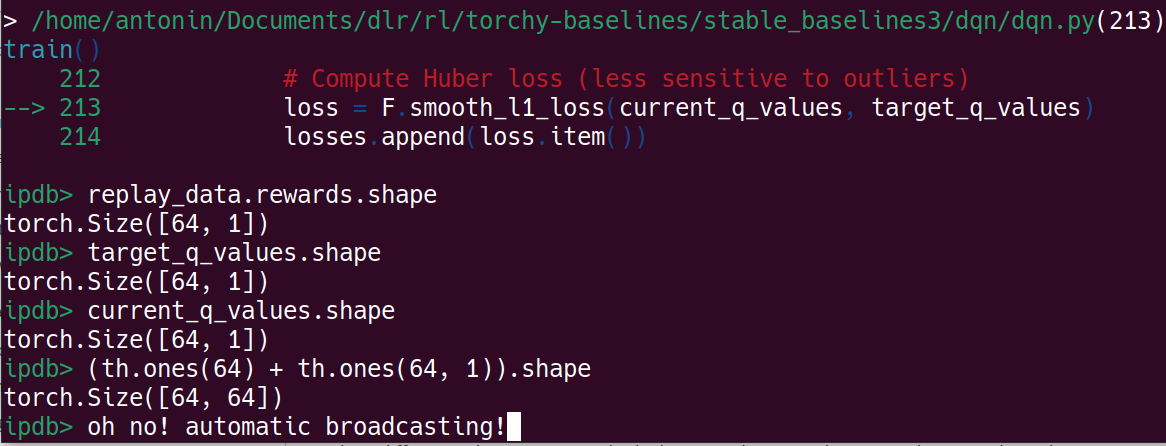 > /home/antonin/Documents/dlr/rl/torchy-baselines/stable_baselines3/dqn/dqn.py(213)
train()
    212             # Compute Huber loss (less sensitive to outliers)
--> 213             loss = F.smooth_l1_loss(current_q_values, target_q_values)
    214             losses.append(loss.item())
ipdb> replay_data.rewards.shape
torch.Size([64, 1])
ipdb> target_q_values.shape
torch.Size([64, 1])
ipdb> current_q_values.shape
torch.Size([64, 1])
ipdb> (th.ones(64) + th.ones(64, 1)).shape
torch.Size([64, 64])
ipdb> oh no! automatic broadcasting!